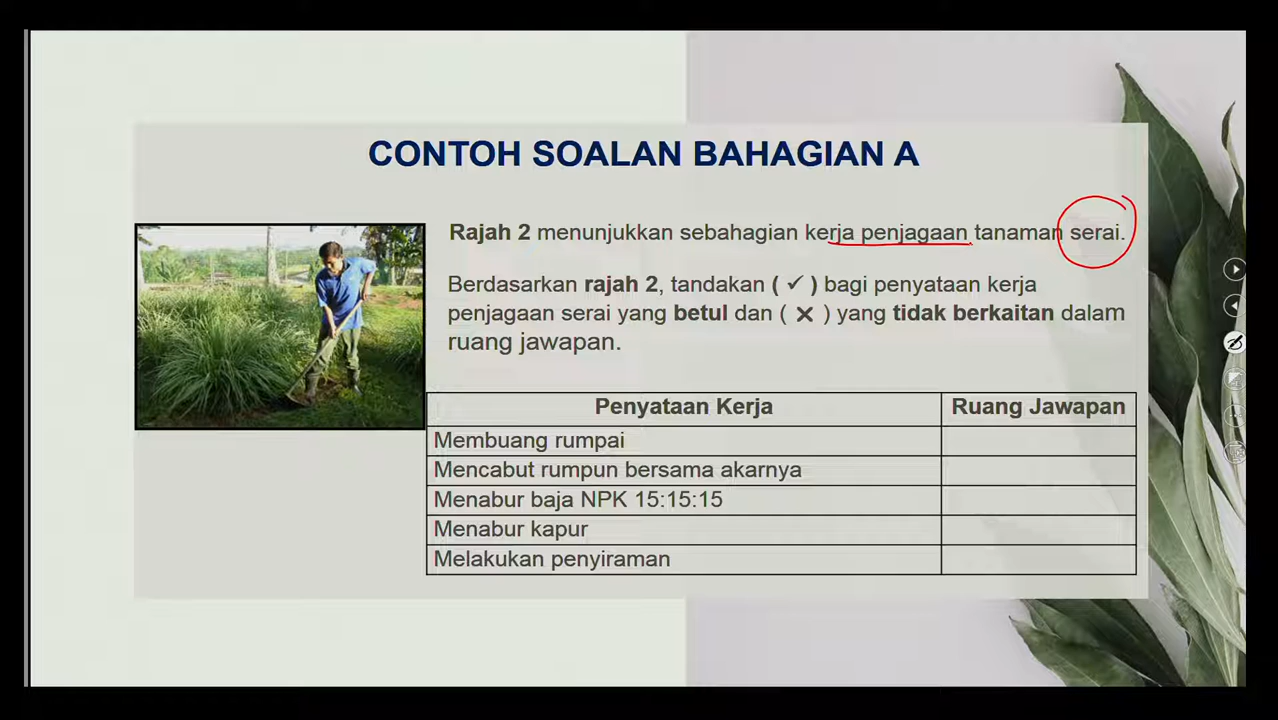 CONTOH SOALAN BAHAGIAN A
Rajah 2 menunjukkan sebahagian kerja penjagaan tanaman serai.
Berdasarkan rajah 2, tandakan ( ✓ ) bagi penyataan kerja
penjagaan serai yang betul dan ( ✕ ) yang tidak berkaitan dalam
ruang jawapan.
Penyataan Kerja Ruang Jawapan
Membuang rumpai
Mencabut rumpun bersama akarnya
Menabur baja NPK 15:15:15
Menabur kapur
Melakukan penyiraman